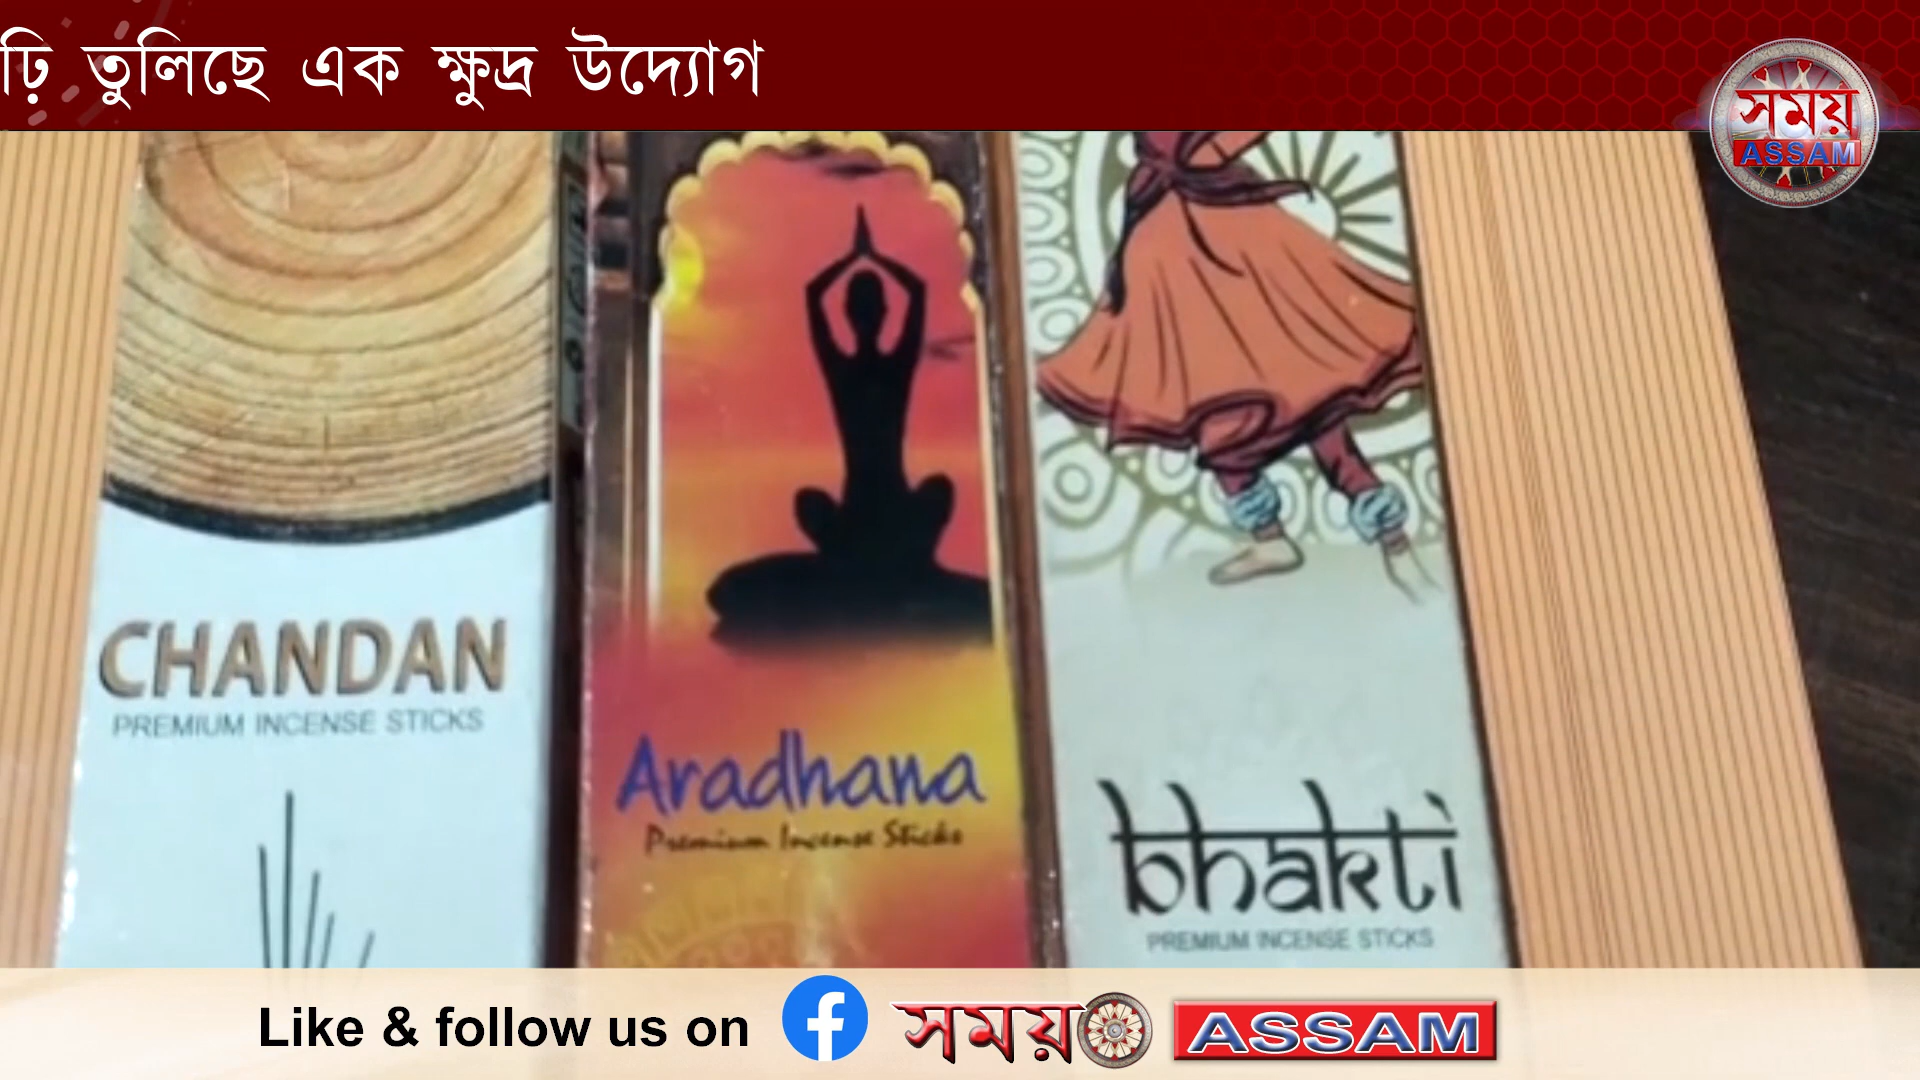 ঢ়ি তুলিছে এক ক্ষুদ্ৰ উদ্যোগ
সময়
ASSAM
CHANDAN
PREMIUM INCENSE STICKS
Aradhana
Premium Incense Sticks
bhakti
PREMIUM INCENSE STICKS
Like & follow us on
সময়
ASSAM